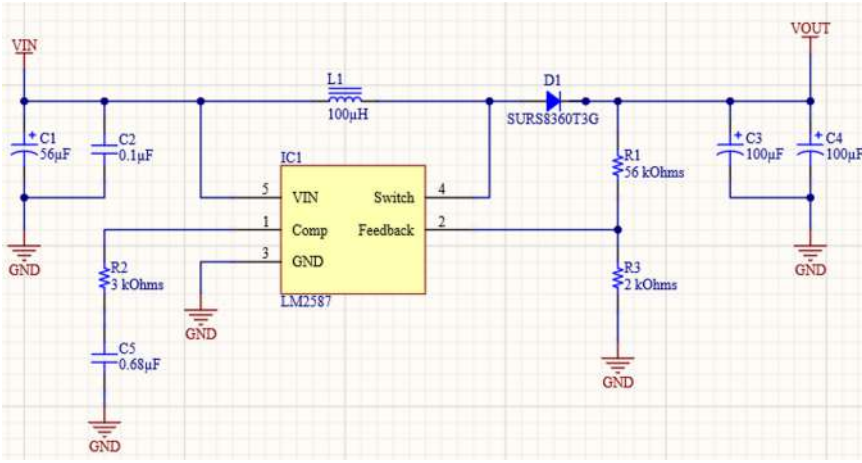 VIN
VOUT
L1
100µH
D1
SURS8360T3G
C1
56µF
C2
0.1µF
R1
56 kOhms
C3
100µF
C4
100µF
IC1
5 VIN Switch 4
1 Comp Feedback 2
3 GND
LM2587
GND
GND
R2
3 kOhms
R3
2 kOhms
GND
C5
0.68µF
GND
GND